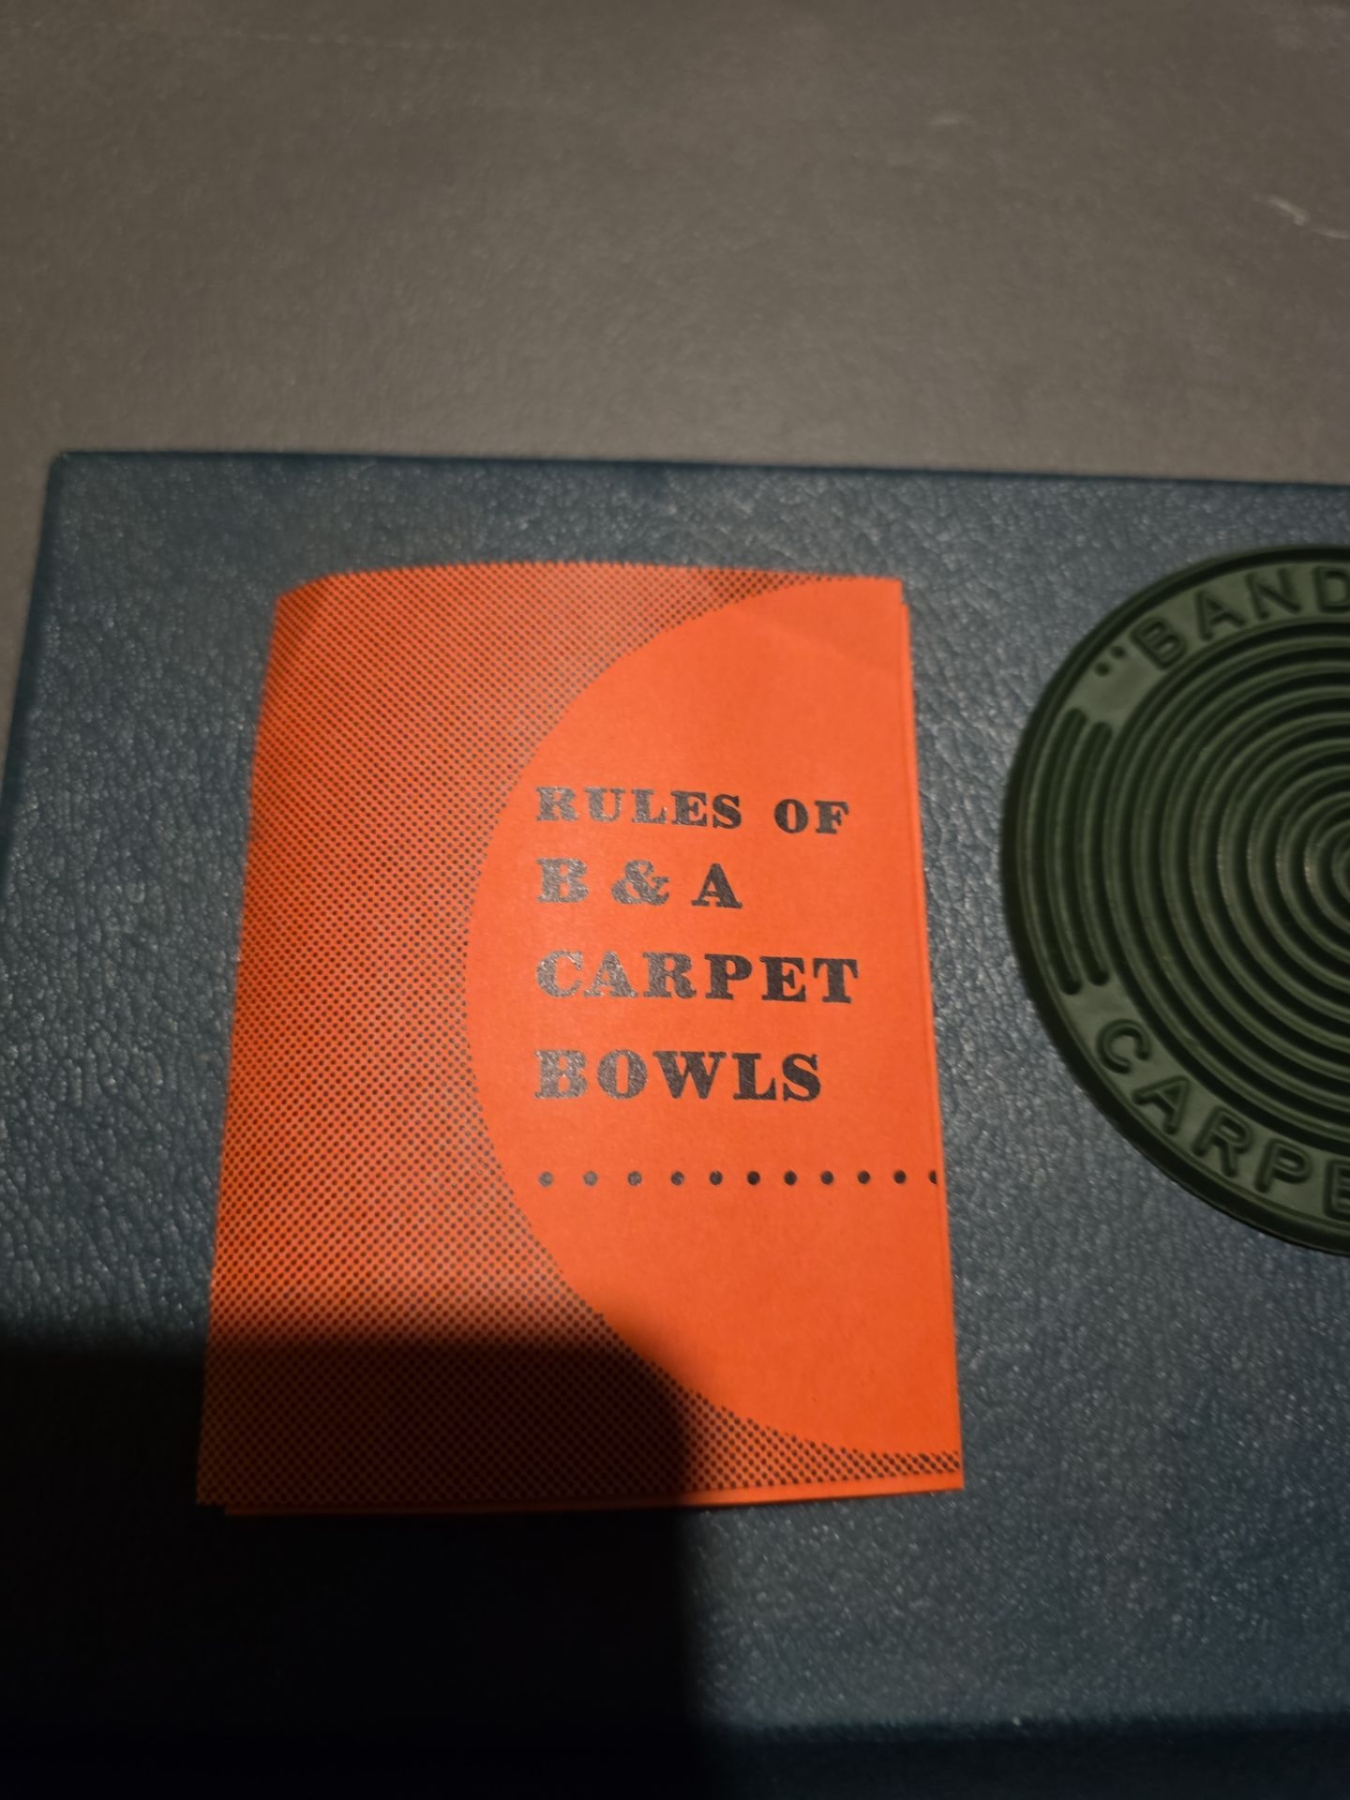 RULES OF
B & A
CARPET
BOWLS
"BAND
CARPE